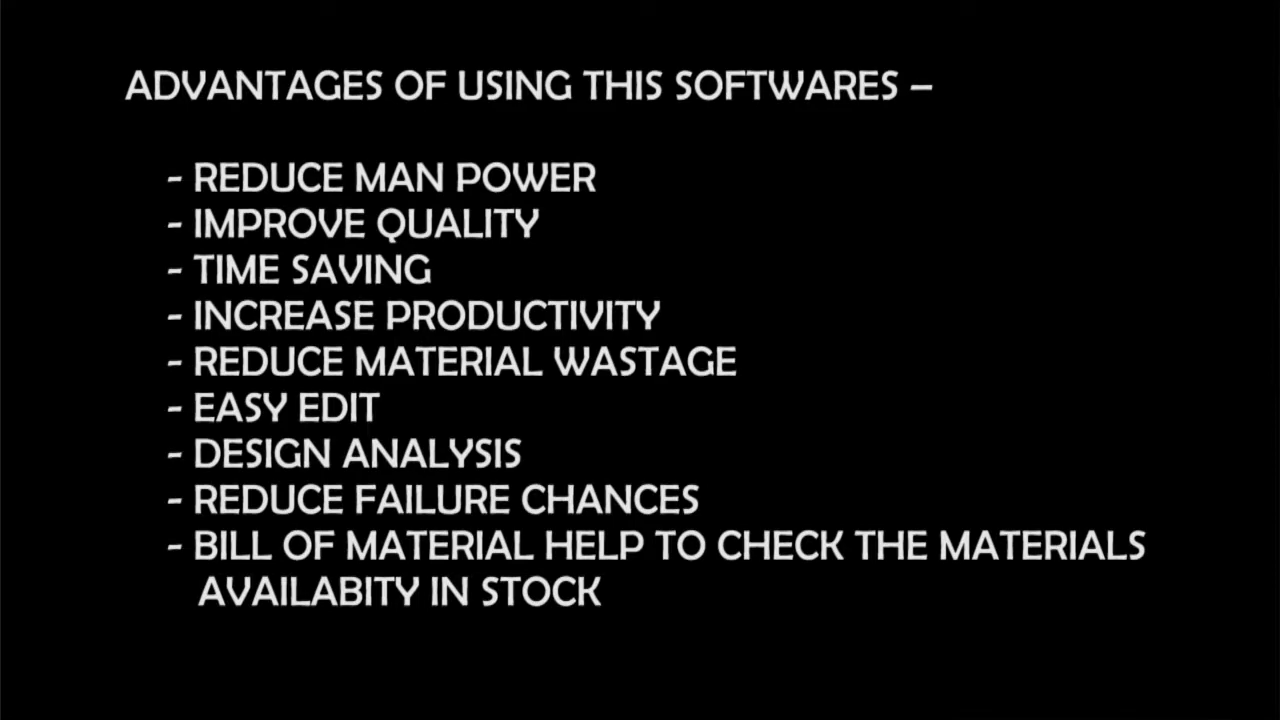 ADVANTAGES OF USING THIS SOFTWARES –
- REDUCE MAN POWER
- IMPROVE QUALITY
- TIME SAVING
- INCREASE PRODUCTIVITY
- REDUCE MATERIAL WASTAGE
- EASY EDIT
- DESIGN ANALYSIS
- REDUCE FAILURE CHANCES
- BILL OF MATERIAL HELP TO CHECK THE MATERIALS
AVAILABITY IN STOCK